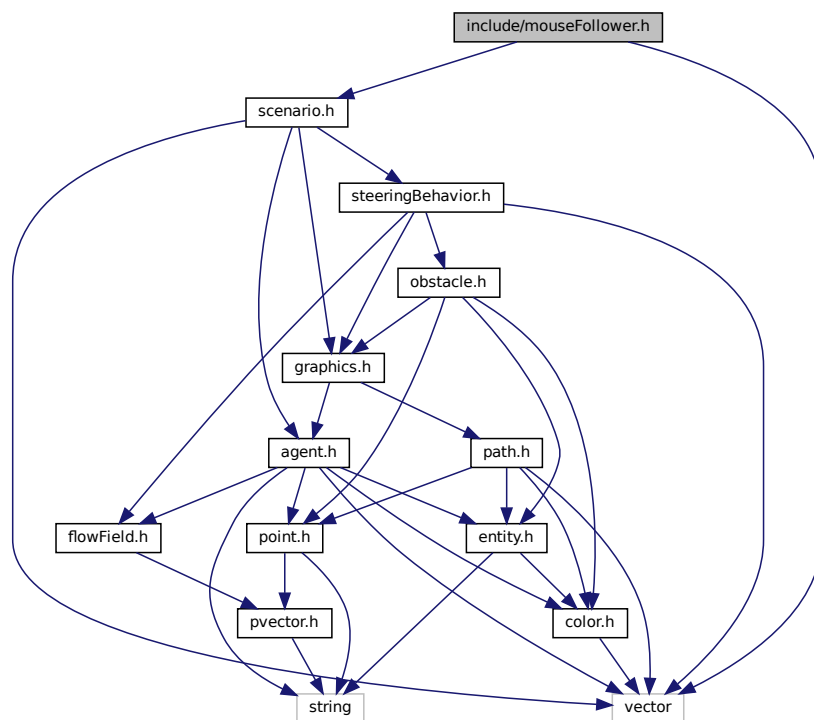 include/mouseFollower.h
scenario.h
steeringBehavior.h
obstacle.h
graphics.h
agent.h
path.h
flowField.h
point.h
entity.h
pvector.h
color.h
string
vector